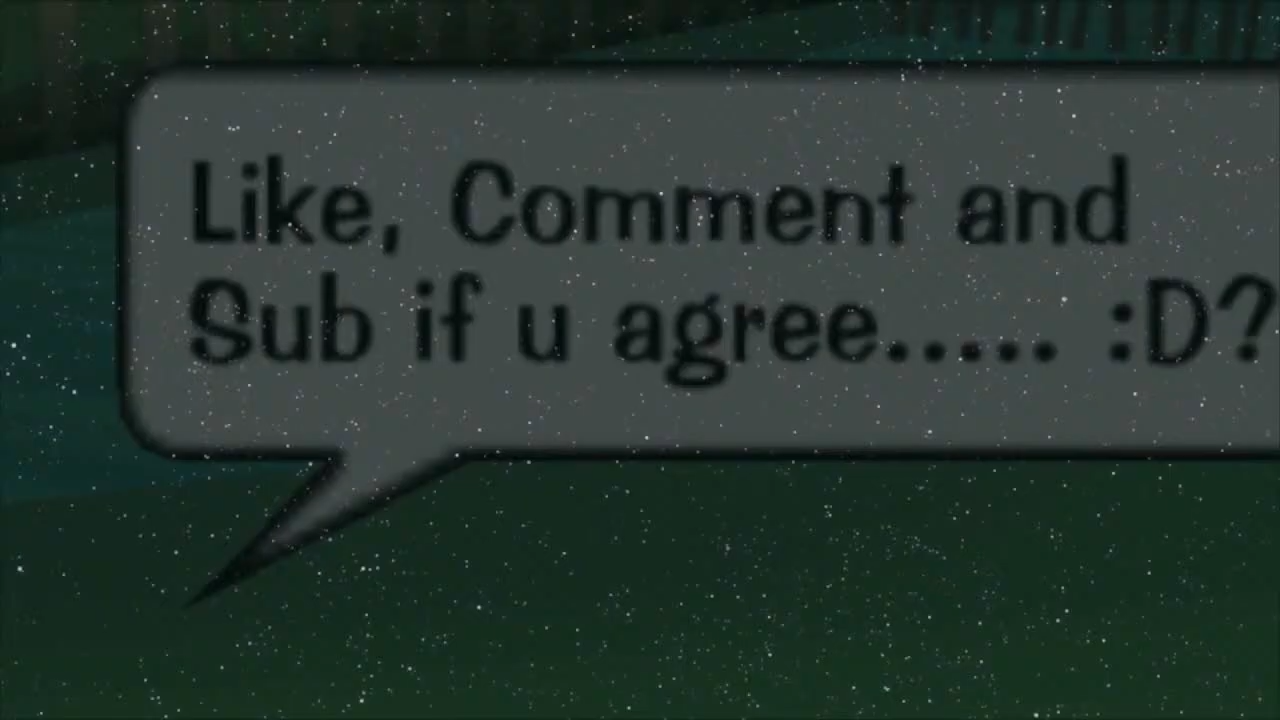 Like, Comment and
Sub if u agree..... :D?